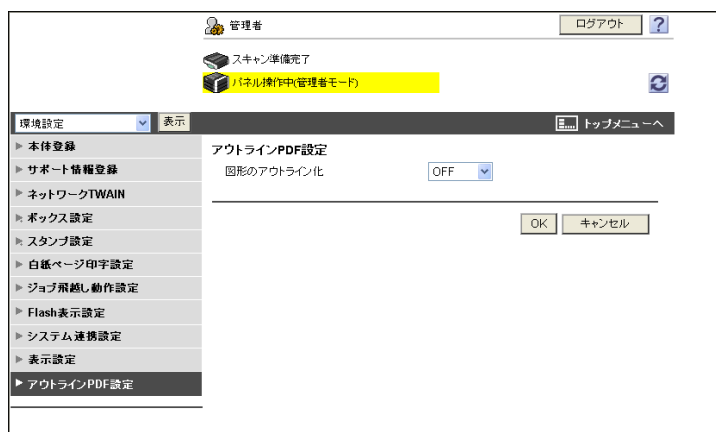 管理者
ログアウト
?
スキャン準備完了
パネル操作中(管理者モード)
環境設定
表示
トップメニューへ
本体登録
サポート情報登録
ネットワークTWAIN
ボックス設定
スタンプ設定
白紙ページ印字設定
ジョブ飛越し動作設定
Flash表示設定
システム連携設定
表示設定
アウトラインPDF設定
アウトラインPDF設定
図形のアウトライン化
OFF
OK
キャンセル